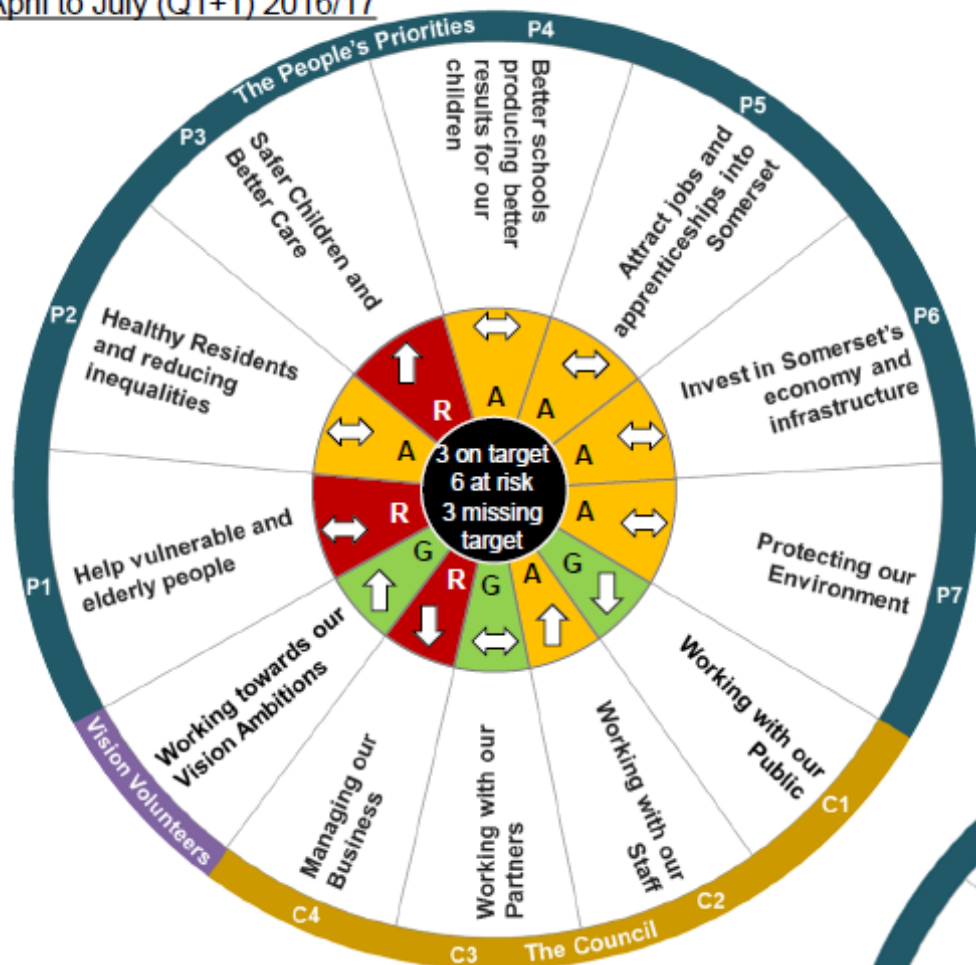 April to July (Q1+1) 2016/17
The People's Priorities
P1
Help vulnerable and
elderly people
R
P2
Healthy Residents
and reducing
inequalities
A
P3
Safer Children and
Better Care
R
P4
Better schools
producing better
results for our
children
A
P5
Attract jobs and
apprenticeships into
Somerset
A
P6
Invest in Somerset's
economy and
infrastructure
A
P7
Protecting our
Environment
A
C1
Working with our
Public
G
C2
Working with our
Staff
A
The Council
C3
Working with our
Partners
G
C4
Managing our
Business
R
Vision Volunteers
Working towards our
Vision Ambitions
G
3 on target
6 at risk
3 missing
target